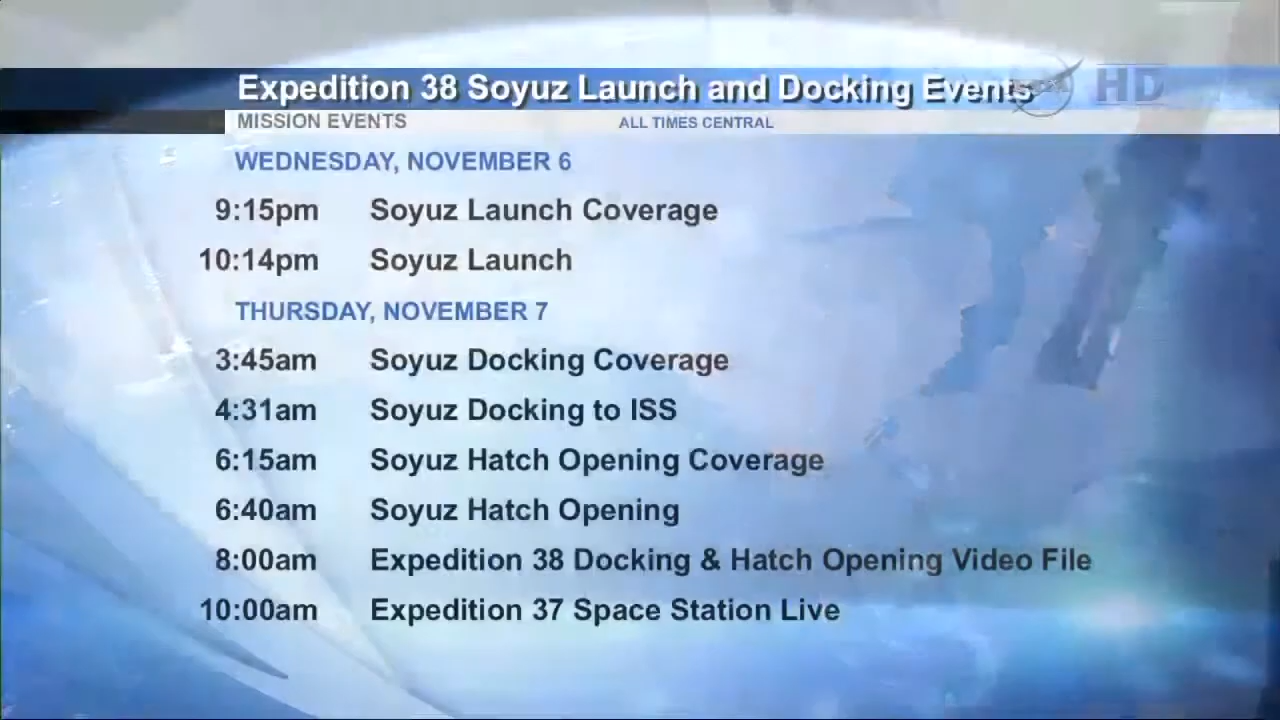 Expedition 38 Soyuz Launch and Docking Events
HD
MISSION EVENTS ALL TIMES CENTRAL
WEDNESDAY, NOVEMBER 6
9:15pm Soyuz Launch Coverage
10:14pm Soyuz Launch
THURSDAY, NOVEMBER 7
3:45am Soyuz Docking Coverage
4:31am Soyuz Docking to ISS
6:15am Soyuz Hatch Opening Coverage
6:40am Soyuz Hatch Opening
8:00am Expedition 38 Docking & Hatch Opening Video File
10:00am Expedition 37 Space Station Live